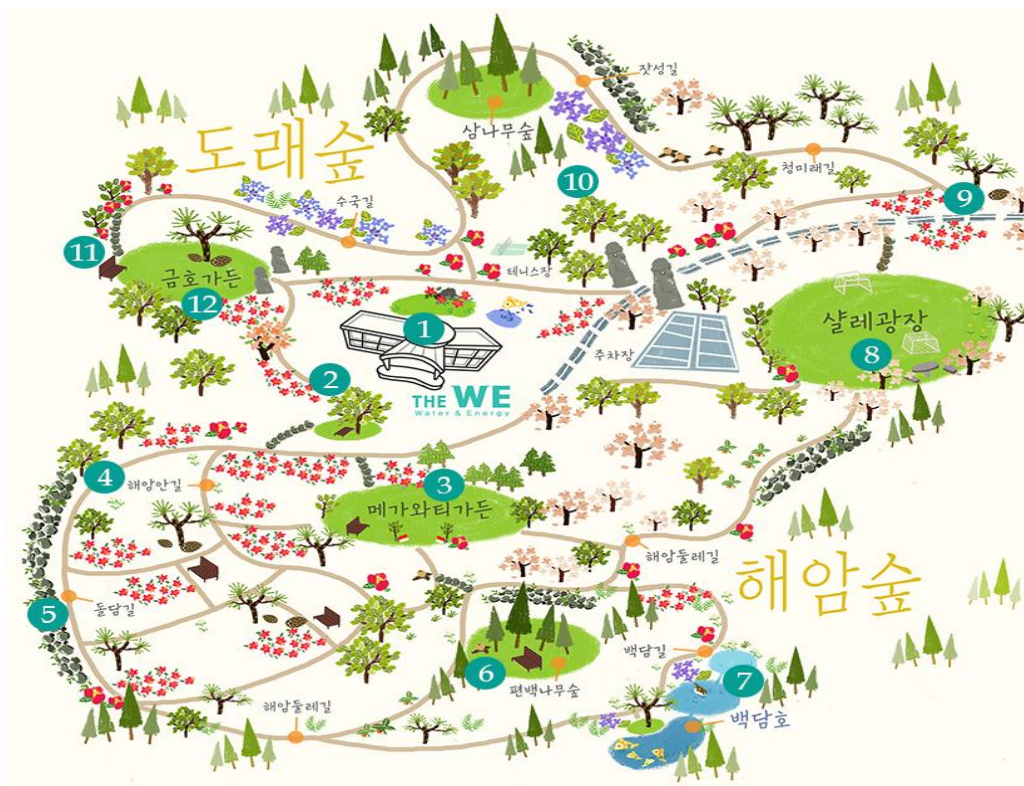 잣성길
삼나무숲
도래숲
청미래길
10
9
수국길
11
금호가든
테니스장
12
샬레광장
1
주차장
8
2
THE WE
Water & Energy
4
해암안길
3
메가와티가든
해암둘레길
해암숲
5
돌담길
백담길
6
편백나무숲
7
해암둘레길
백담호